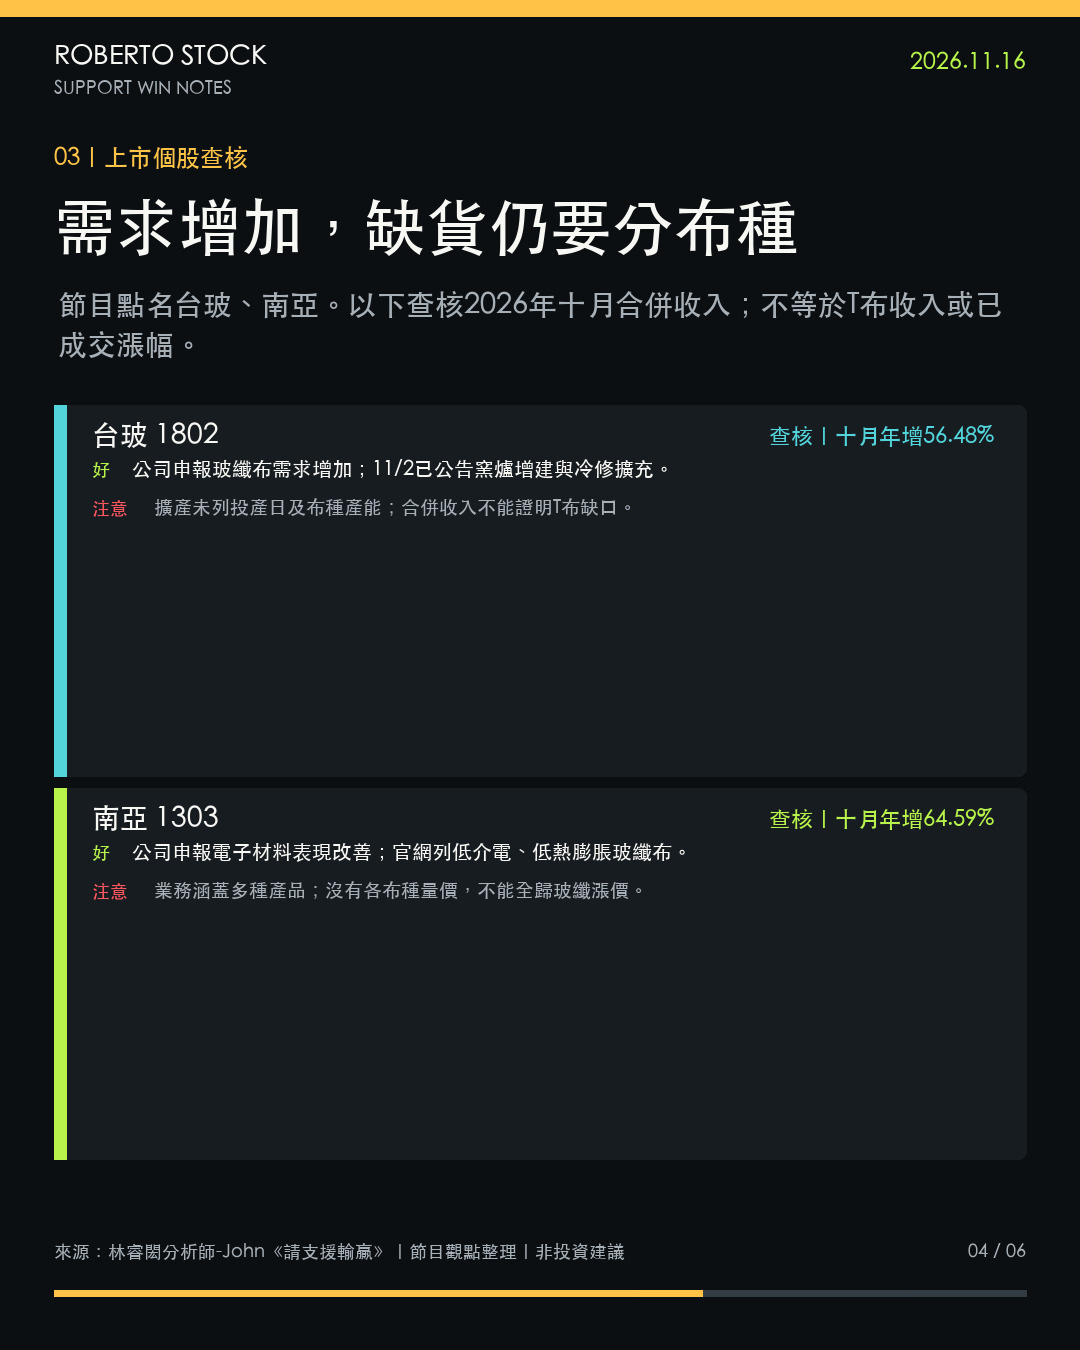 ROBERTO STOCK
2026.11.16
SUPPORT WIN NOTES
03｜上市個股查核
需求增加，缺貨仍要分布種
節目點名台玻、南亞。以下查核2026年十月合併收入；不等於T布收入或已
成交漲幅。
台玻 1802
查核｜十月年增56.48%
好 公司申報玻纖布需求增加；11/2已公告窯爐增建與冷修擴充。
注意 擴產未列投產日及布種產能；合併收入不能證明T布缺口。
南亞 1303
查核｜十月年增64.59%
好 公司申報電子材料表現改善；官網列低介電、低熱膨脹玻纖布。
注意 業務涵蓋多種產品；沒有各布種量價，不能全歸玻纖漲價。
來源：林睿閎分析師-John《請支援輸贏》｜節目觀點整理｜非投資建議
04 / 06